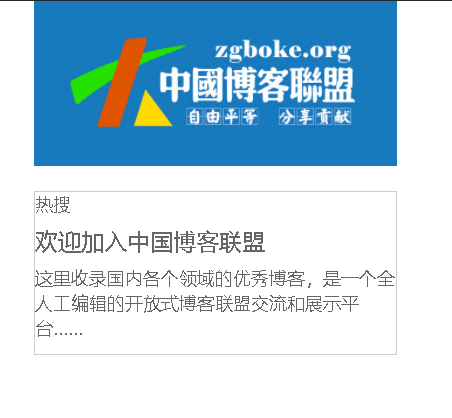 zgboke.org
中國博客聯盟
自由平等 分享貢献
热搜
欢迎加入中国博客联盟
这里收录国内各个领域的优秀博客，是一个全
人工编辑的开放式博客联盟交流和展示平
台......